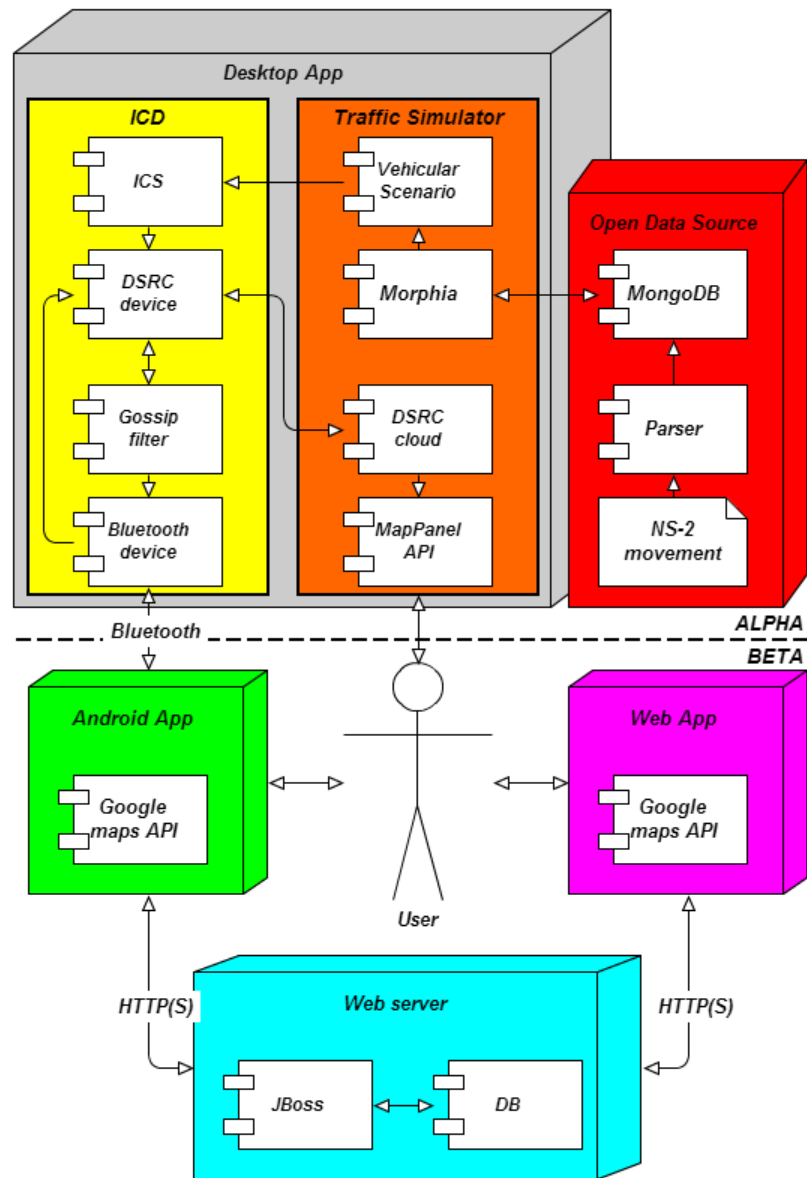 Desktop App
ICD
Traffic Simulator
ICS
Vehicular
Scenario
Open Data Source
DSRC
device
Morphia
MongoDB
Gossip
filter
DSRC
cloud
Parser
Bluetooth
device
MapPanel
API
NS-2
movement
Bluetooth
ALPHA
BETA
Android App
Web App
Google
maps API
Google
maps API
User
HTTP(S)
Web server
HTTP(S)
JBoss
DB